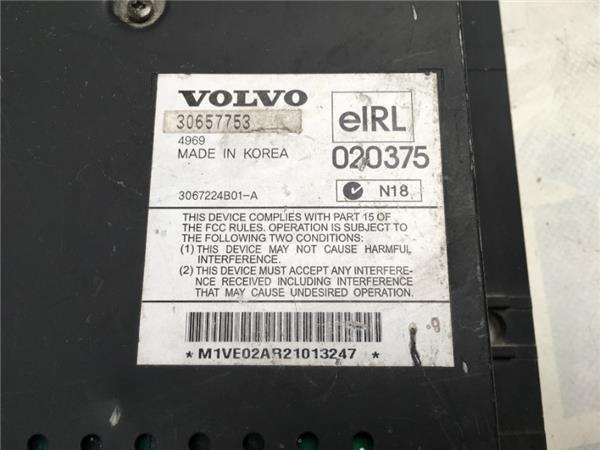 VOLVO
30657753
4969
MADE IN KOREA
3067224B01-A
eIRL
020375
N18
THIS DEVICE COMPLIES WITH PART 15 OF
THE FCC RULES. OPERATION IS SUBJECT TO
THE FOLLOWING TWO CONDITIONS:
(1) THIS DEVICE MAY NOT CAUSE HARMFUL
INTERFERENCE.
(2) THIS DEVICE MUST ACCEPT ANY INTERFERE-
NCE RECEIVED INCLUDING INTERFERENCE
THAT MAY CAUSE UNDESIRED OPERATION.
* M1VE02AR21013247 *